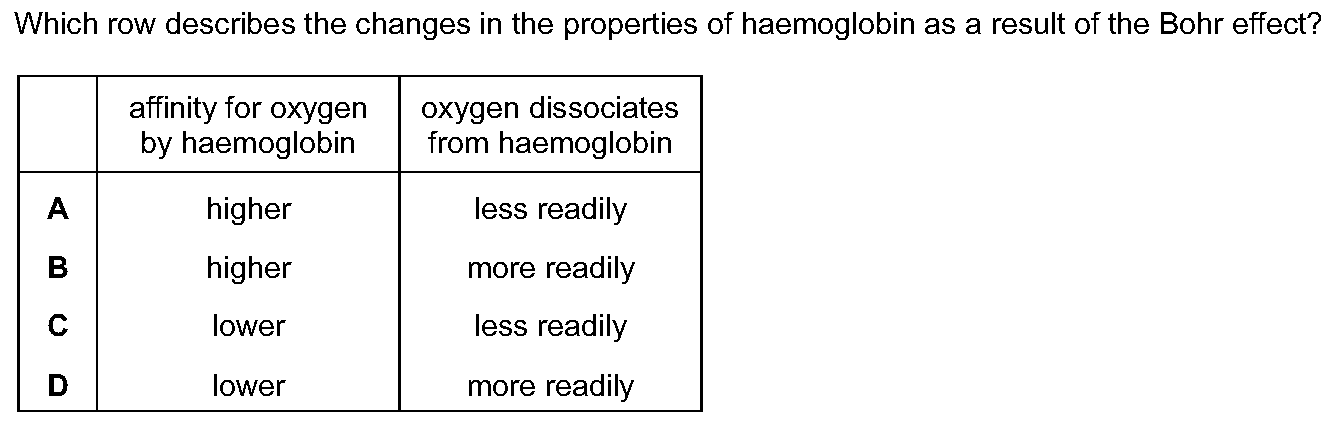 Which row describes the changes in the properties of haemoglobin as a result of the Bohr effect?
affinity for oxygen by haemoglobin oxygen dissociates from haemoglobin
A higher less readily
B higher more readily
C lower less readily
D lower more readily